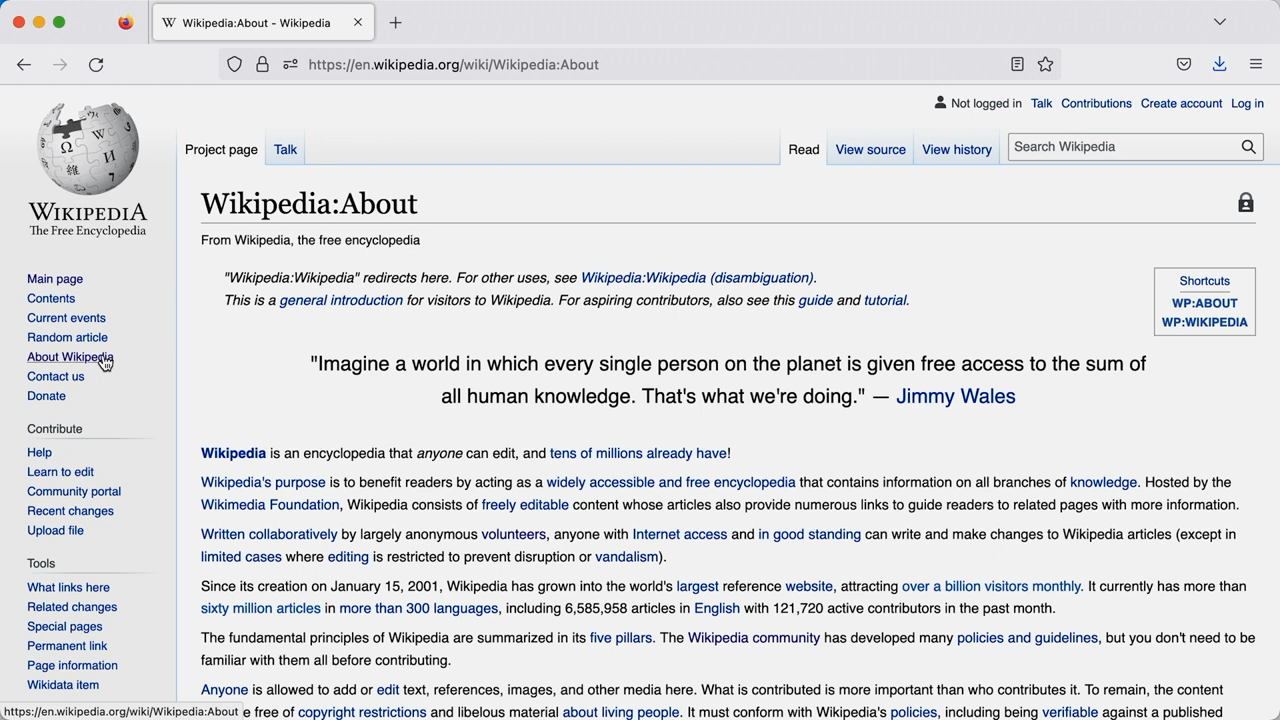 Wikipedia:About - Wikipedia
https://en.wikipedia.org/wiki/Wikipedia:About
Not logged in Talk Contributions Create account Log in
Project page Talk Read View source View history Search Wikipedia
WIKIPEDIA
The Free Encyclopedia
Main page
Contents
Current events
Random article
About Wikipedia
Contact us
Donate
Contribute
Help
Learn to edit
Community portal
Recent changes
Upload file
Tools
What links here
Related changes
Special pages
Permanent link
Page information
Wikidata item
Wikipedia:About
From Wikipedia, the free encyclopedia
"Wikipedia:Wikipedia" redirects here. For other uses, see Wikipedia:Wikipedia (disambiguation).
This is a general introduction for visitors to Wikipedia. For aspiring contributors, also see this guide and tutorial.
Shortcuts
WP:ABOUT
WP:WIKIPEDIA
"Imagine a world in which every single person on the planet is given free access to the sum of
all human knowledge. That's what we're doing." — Jimmy Wales
Wikipedia is an encyclopedia that anyone can edit, and tens of millions already have!
Wikipedia's purpose is to benefit readers by acting as a widely accessible and free encyclopedia that contains information on all branches of knowledge. Hosted by the
Wikimedia Foundation, Wikipedia consists of freely editable content whose articles also provide numerous links to guide readers to related pages with more information.
Written collaboratively by largely anonymous volunteers, anyone with Internet access and in good standing can write and make changes to Wikipedia articles (except in
limited cases where editing is restricted to prevent disruption or vandalism).
Since its creation on January 15, 2001, Wikipedia has grown into the world's largest reference website, attracting over a billion visitors monthly. It currently has more than
sixty million articles in more than 300 languages, including 6,585,958 articles in English with 121,720 active contributors in the past month.
The fundamental principles of Wikipedia are summarized in its five pillars. The Wikipedia community has developed many policies and guidelines, but you don't need to be
familiar with them all before contributing.
Anyone is allowed to add or edit text, references, images, and other media here. What is contributed is more important than who contributes it. To remain, the content
e free of copyright restrictions and libelous material about living people. It must conform with Wikipedia's policies, including being verifiable against a published
https://en.wikipedia.org/wiki/Wikipedia:About